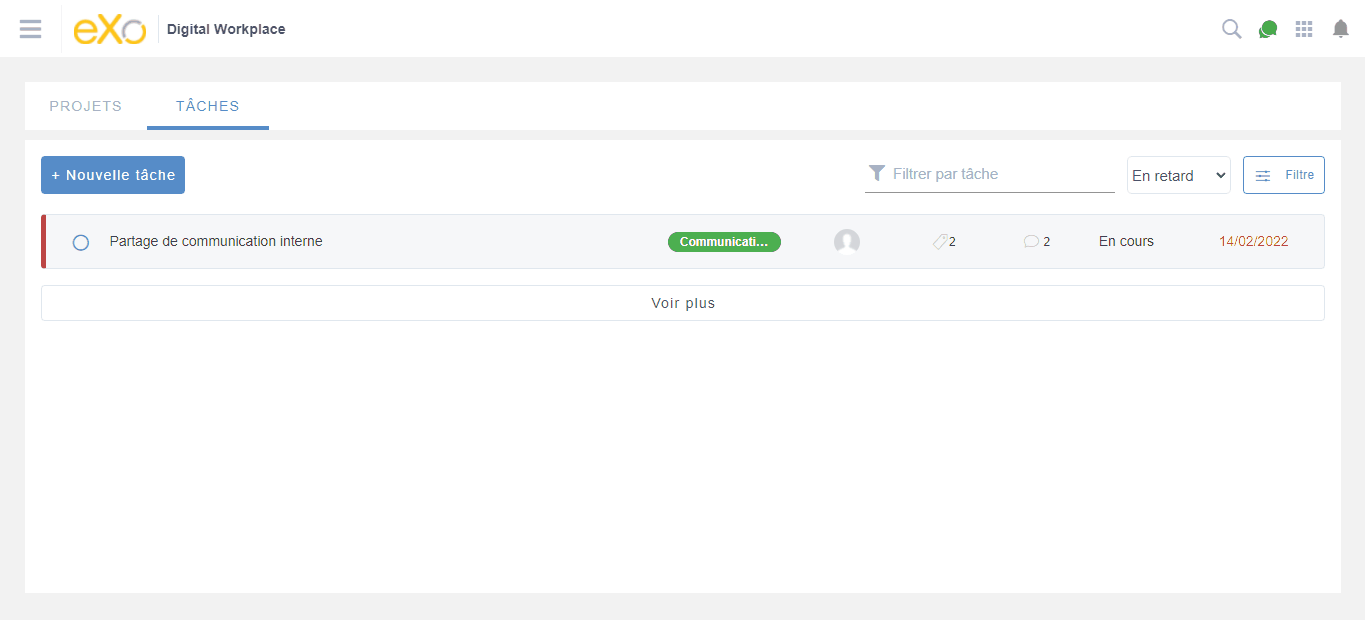 eXo Digital Workplace
PROJETS TÂCHES
+ Nouvelle tâche Filtrer par tâche En retard Filtre
Partage de communication interne Communicati... 2 2 En cours 14/02/2022
Voir plus